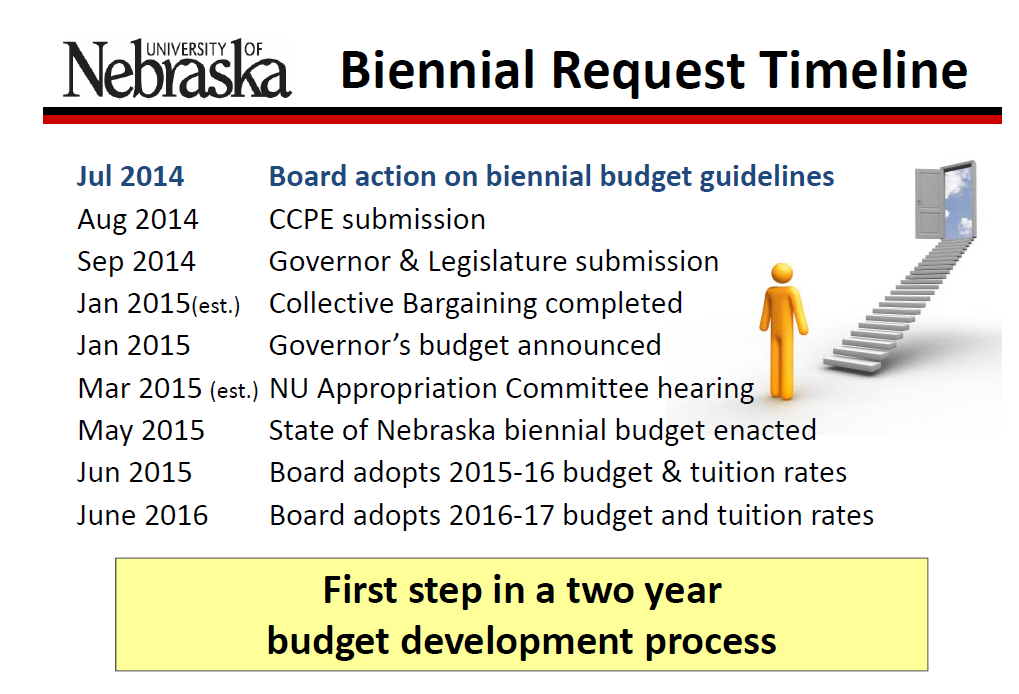 UNIVERSITY OF
Nebraska
Biennial Request Timeline
Jul 2014 Board action on biennial budget guidelines
Aug 2014 CCPE submission
Sep 2014 Governor & Legislature submission
Jan 2015(est.) Collective Bargaining completed
Jan 2015 Governor’s budget announced
Mar 2015 (est.) NU Appropriation Committee hearing
May 2015 State of Nebraska biennial budget enacted
Jun 2015 Board adopts 2015-16 budget & tuition rates
June 2016 Board adopts 2016-17 budget and tuition rates
First step in a two year
budget development process